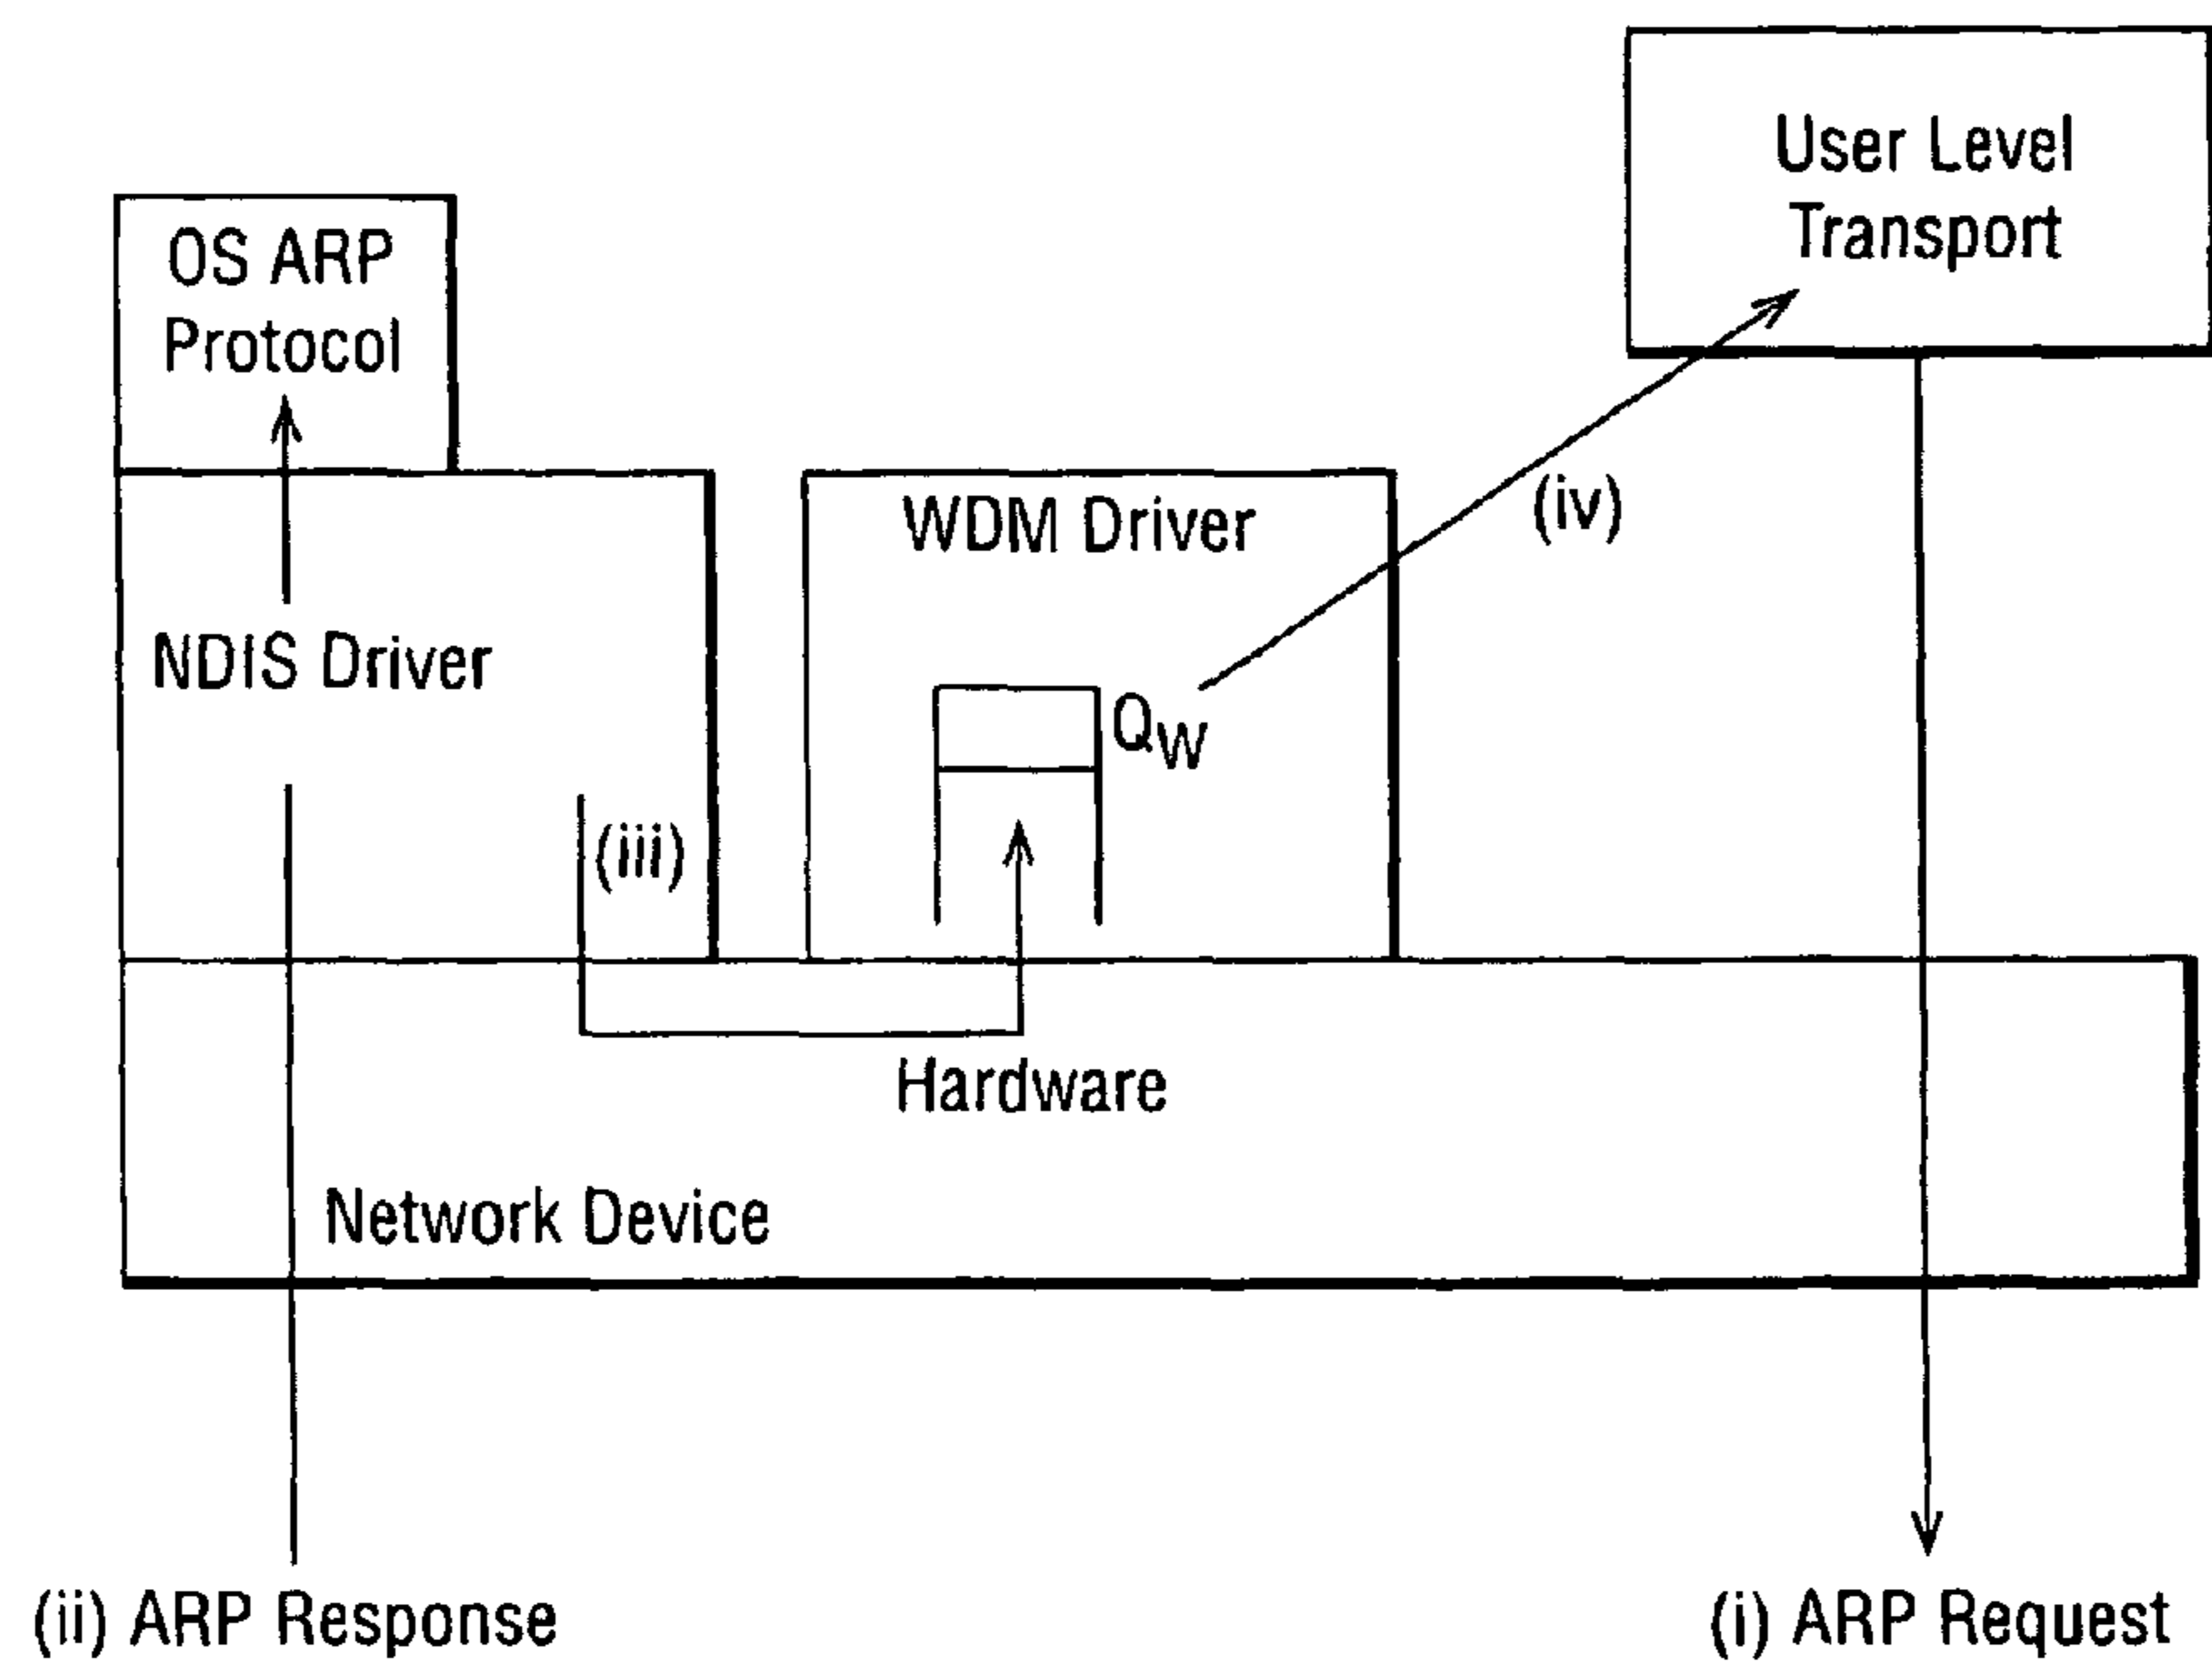 User Level
Transport
OS ARP
Protocol
(iv)
WDM Driver
NDIS Driver
QW
(iii)
Hardware
Network Device
(ii) ARP Response
(i) ARP Request